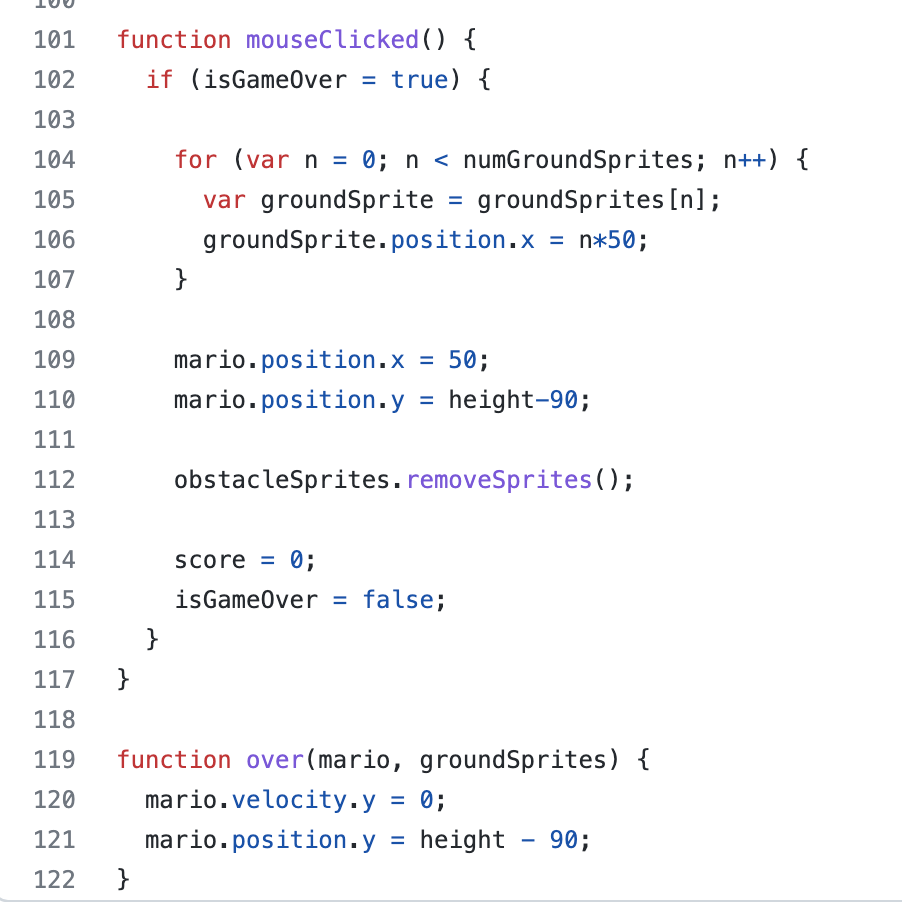 100
101 function mouseClicked() {
102   if (isGameOver = true) {
103
104     for (var n = 0; n < numGroundSprites; n++) {
105       var groundSprite = groundSprites[n];
106       groundSprite.position.x = n*50;
107     }
108
109     mario.position.x = 50;
110     mario.position.y = height-90;
111
112     obstacleSprites.removeSprites();
113
114     score = 0;
115     isGameOver = false;
116   }
117 }
118
119 function over(mario, groundSprites) {
120   mario.velocity.y = 0;
121   mario.position.y = height - 90;
122 }